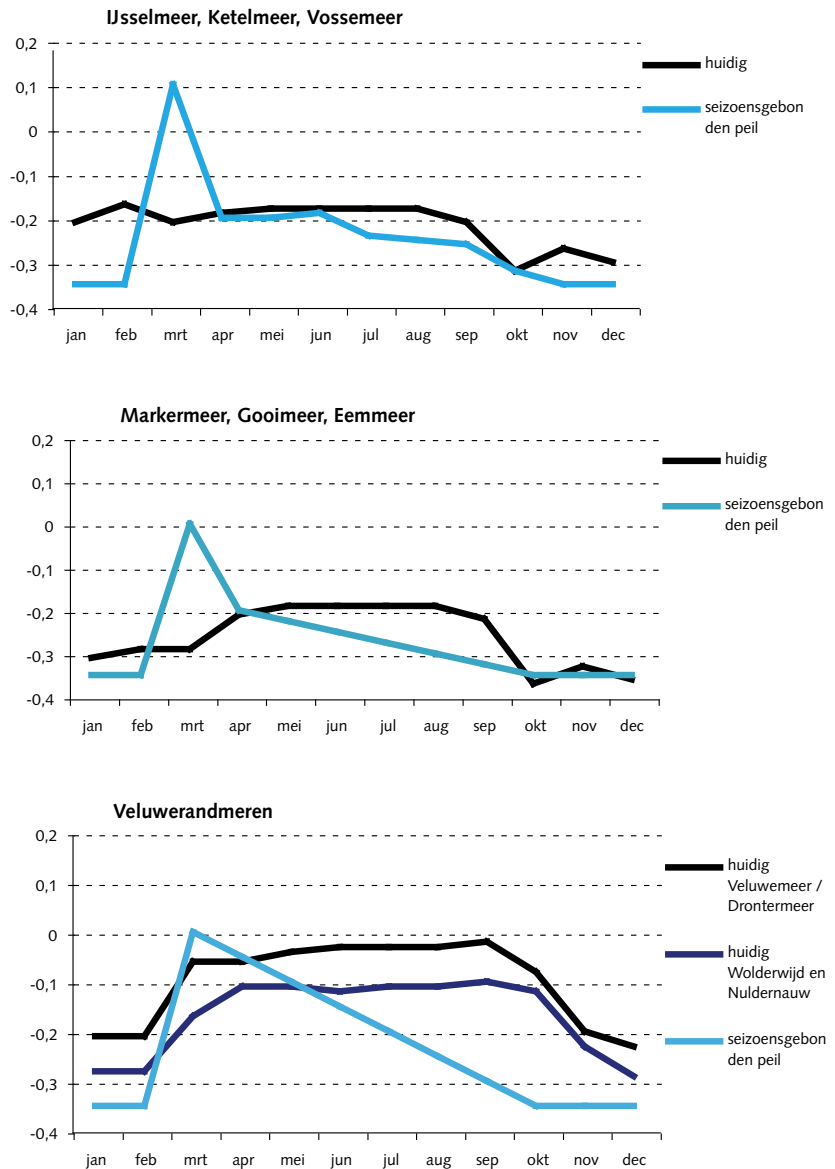 IJsselmeer, Ketelmeer, Vossemeer
0,2
0,1
0
-0,1
-0,2
-0,3
-0,4
jan feb mrt apr mei jun jul aug sep okt nov dec
huidig
seizoensgebon
den peil
Markermeer, Gooimeer, Eemmeer
0,2
0,1
0
-0,1
-0,2
-0,3
-0,4
jan feb mrt apr mei jun jul aug sep okt nov dec
huidig
seizoensgebon
den peil
Veluwerandmeren
0,2
0,1
0
-0,1
-0,2
-0,3
-0,4
jan feb mrt apr mei jun jul aug sep okt nov dec
huidig
Veluwemeer /
Drontermeer
huidig
Wolderwijd en
Nuldernauw
seizoensgebon
den peil